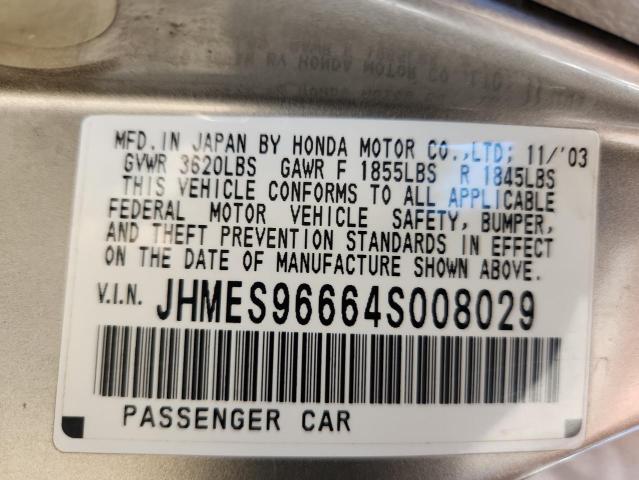 MFD.IN JAPAN BY HONDA MOTOR CO.,LTD; 11/'03
GVWR 3620LBS GAWR F 1855LBS R 1845LBS
THIS VEHICLE CONFORMS TO ALL APPLICABLE
FEDERAL MOTOR VEHICLE SAFETY, BUMPER,
AND THEFT PREVENTION STANDARDS IN EFFECT
ON THE DATE OF MANUFACTURE SHOWN ABOVE.
V.I.N. JHMES96664S008029
PASSENGER CAR